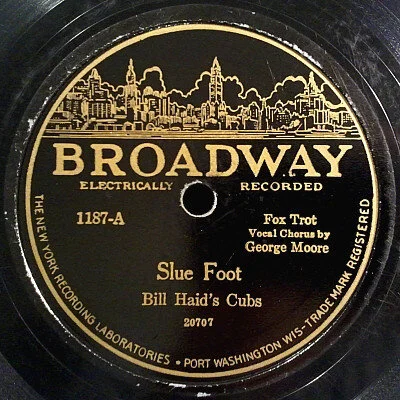 BROADWAY
ELECTRICALLY RECORDED
1187-A
Fox Trot
Vocal Chorus by
George Moore
Slue Foot
Bill Haid's Cubs
20707
THE NEW YORK RECORDING LABORATORIES • PORT WASHINGTON WIS-TRADE MARK REGISTERED